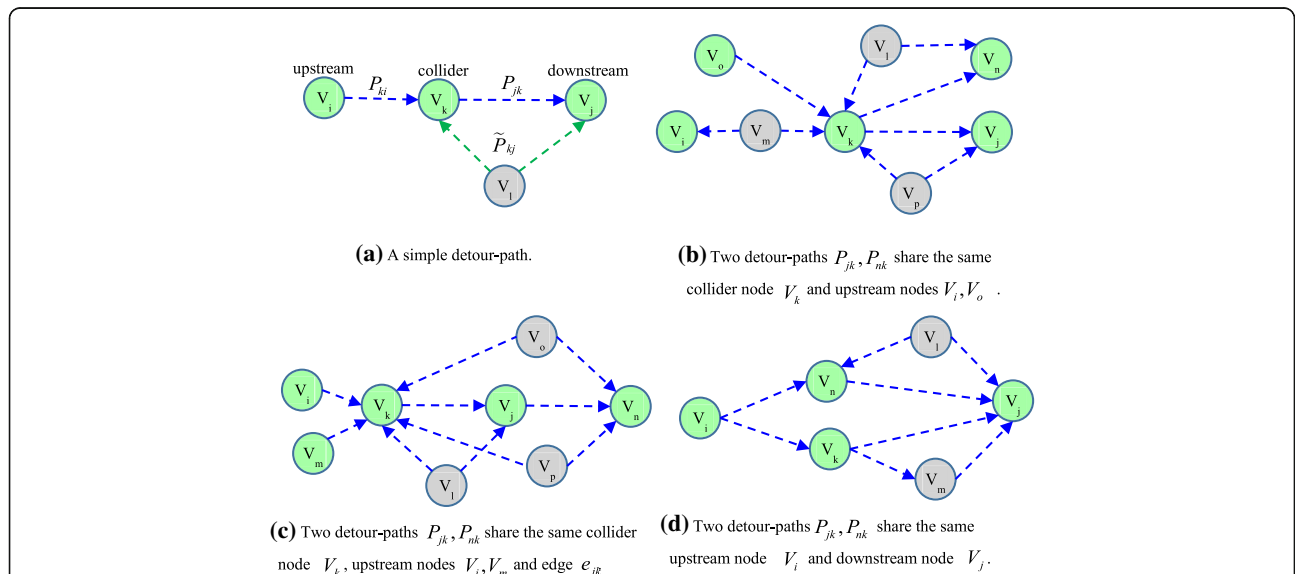 upstream
collider
downstream
P_ki
P_jk
V_i
V_k
V_j
P̃_kj
V_l
(a) A simple detour-path.
V_o
V_l
V_n
V_i
V_m
V_k
V_j
V_p
(b) Two detour-paths P_jk, P_nk share the same
collider node V_k and upstream nodes V_i, V_o .
V_o
V_i
V_k
V_j
V_n
V_m
V_l
V_p
(c) Two detour-paths P_jk, P_nk share the same collider
node V_k, upstream nodes V_i, V_m and edge e_jk.
V_l
V_n
V_j
V_i
V_k
V_m
(d) Two detour-paths P_jk, P_nk share the same
upstream node V_i and downstream node V_j.